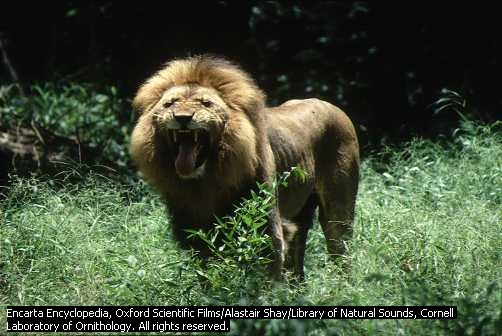 Encarta Encyclopedia, Oxford Scientific Films/Alastair Shay/Library of Natural Sounds, Cornell
Laboratory of Ornithology. All rights reserved.